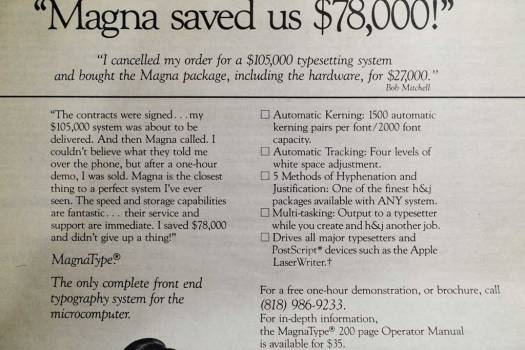 “Magna saved us $78,000!”
“I cancelled my order for a $105,000 typesetting system
and bought the Magna package, including the hardware, for $27,000.”
Bob Mitchell
“The contracts were signed... my
$105,000 system was about to be
delivered. And then Magna called. I
couldn't believe what they told me
over the phone, but after a one-hour
demo, I was sold. Magna is the closest
thing to a perfect system I've ever
seen. The speed and storage capabilities
are fantastic... their service and
support are immediate. I saved $78,000
and didn't give up a thing!”
MagnaType.®
The only complete front end
typography system for the
microcomputer.
☐ Automatic Kerning: 1500 automatic
kerning pairs per font/2000 font
capacity.
☐ Automatic Tracking: Four levels of
white space adjustment.
☐ 5 Methods of Hyphenation and
Justification: One of the finest h&j
packages available with ANY system.
☐ Multi-tasking: Output to a typesetter
while you create and h&j another job.
☐ Drives all major typesetters and
PostScript* devices such as the Apple
LaserWriter.†
For a free one-hour demonstration, or brochure, call
(818) 986-9233.
For in-depth information,
the MagnaType® 200 page Operator Manual
is available for $35.